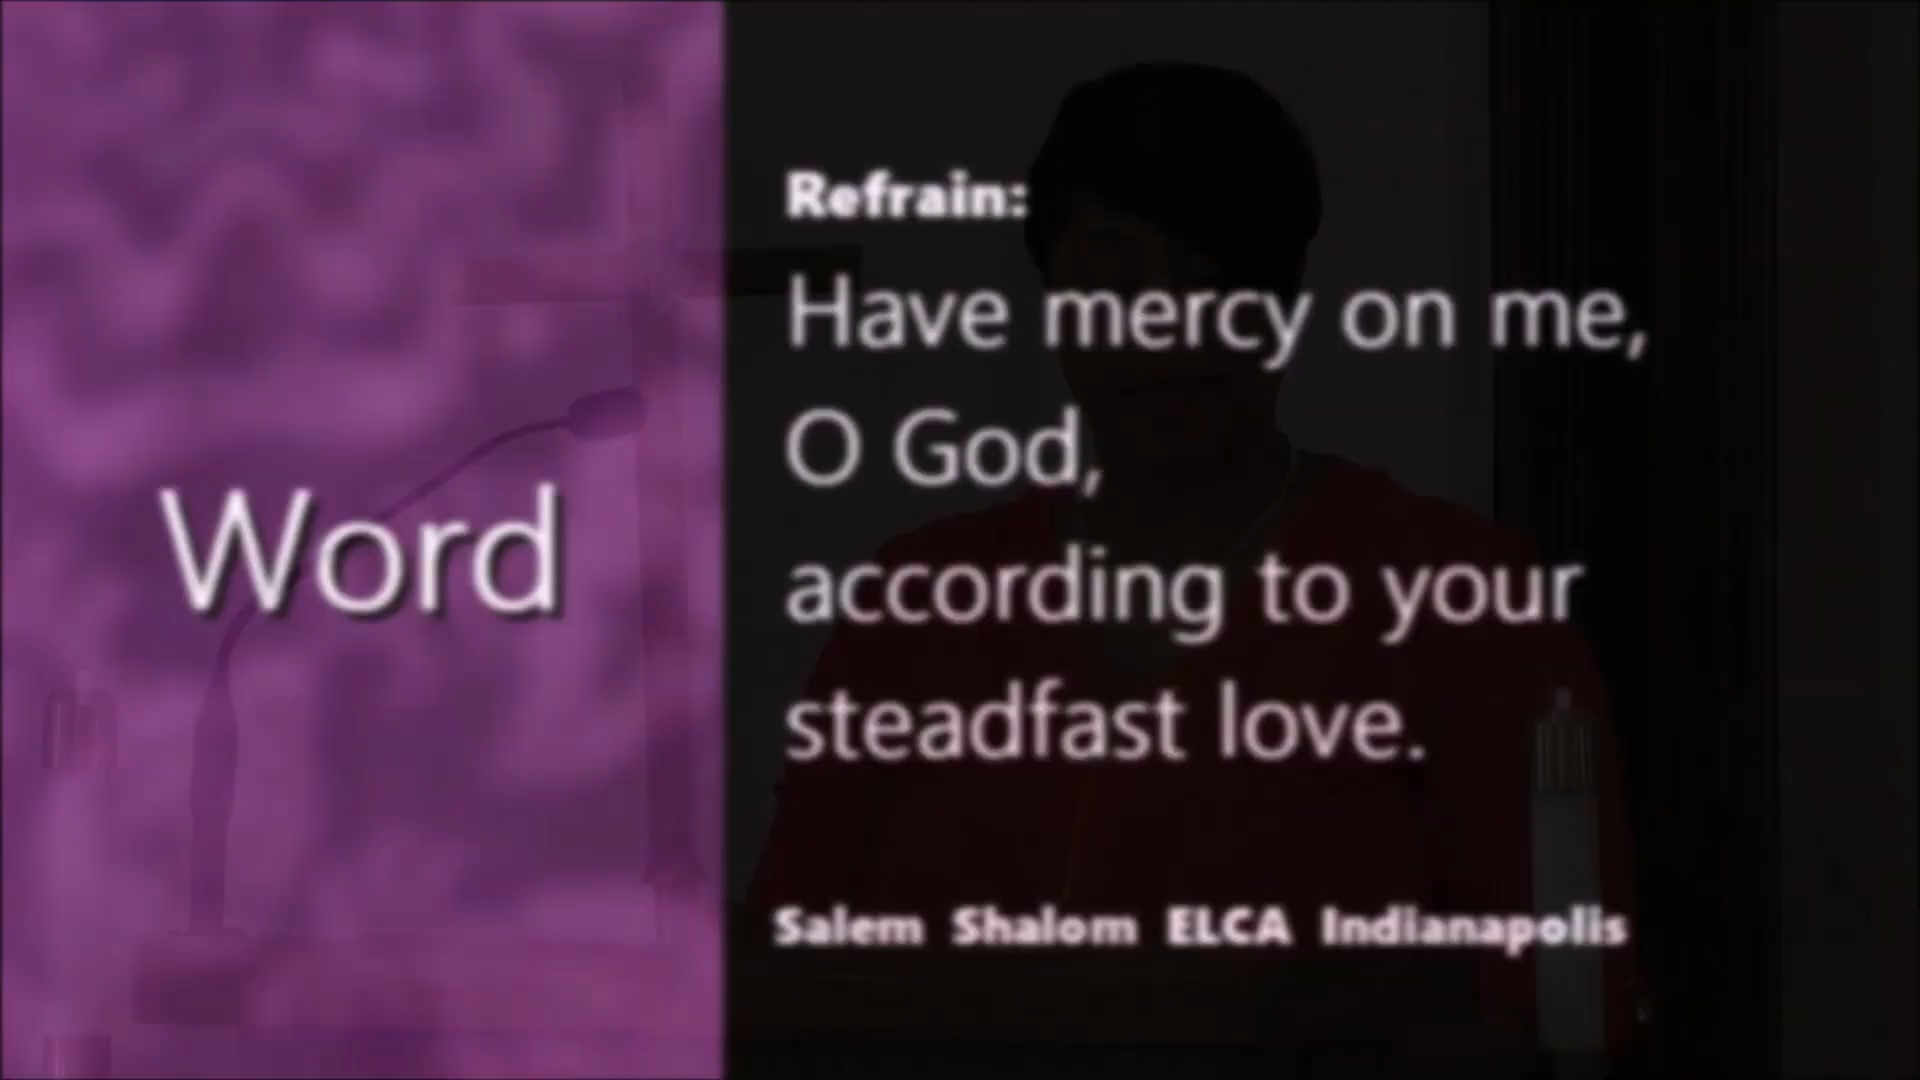 Word
Refrain:
Have mercy on me,
O God,
according to your
steadfast love.
Salem Shalom ELCA Indianapolis